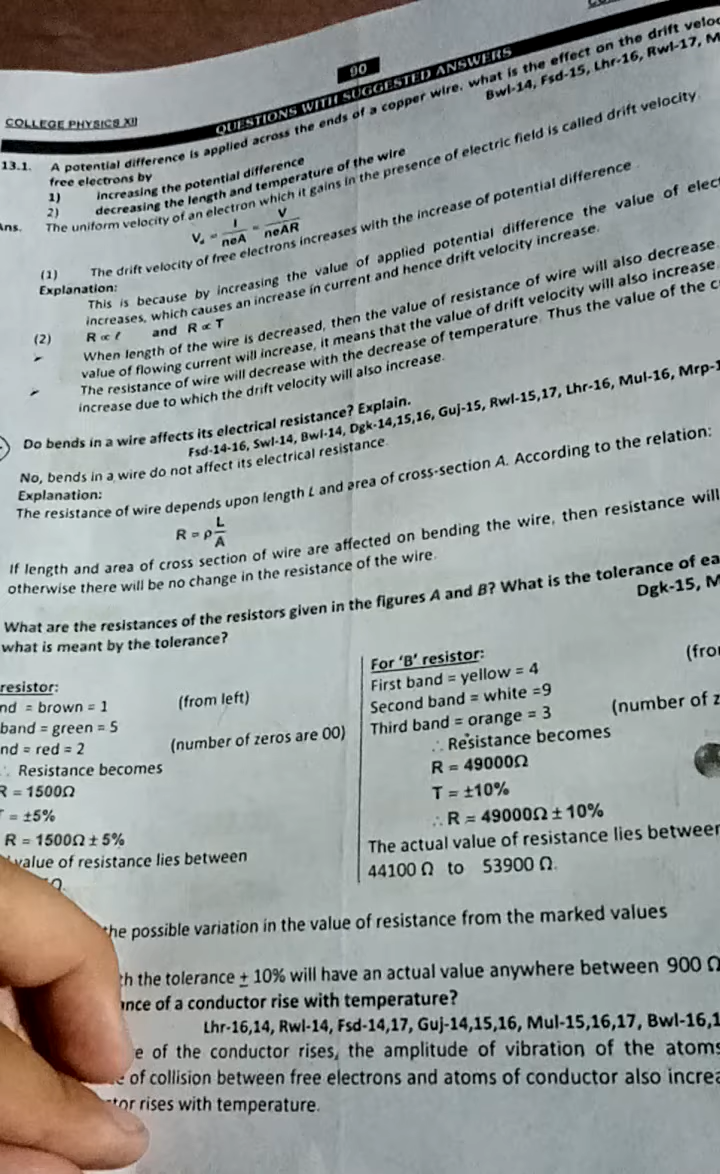 90
COLLEGE PHYSICS XII
QUESTIONS WITH SUGGESTED ANSWERS
13.1. A potential difference is applied across the ends of a copper wire, what is the effect on the drift
free electrons by
Bwl-14, Fsd-15, Lhr-16, Rwl-17,
1) increasing the potential difference
2) decreasing the length and temperature of the wire
Ans. The uniform velocity of an electron which it gains in the presence of electric field is called drift velocity
V_d = I/neA = V/neAR
(1) The drift velocity of free electrons increases with the increase of potential difference.
Explanation:
This is because by increasing the value of applied potential difference the value of
increases, which causes an increase in current and hence drift velocity increase.
(2) R ∝ ℓ and R ∝ T
➢ When length of the wire is decreased, then the value of resistance of wire will also decrease
value of flowing current will increase, it means that the value of drift velocity will also increase
➢ The resistance of wire will decrease with the decrease of temperature. Thus the value of the
increase due to which the drift velocity will also increase.
Do bends in a wire affects its electrical resistance? Explain.
Fsd-14-16, Swl-14, Bwl-14, Dgk-14,15,16, Guj-15, Rwl-15,17, Lhr-16, Mul-16,
No, bends in a wire do not affect its electrical resistance.
Explanation:
The resistance of wire depends upon length L and area of cross-section A. According to the relation:
R = ρ L/A
If length and area of cross section of wire are affected on bending the wire, then resistance will
otherwise there will be no change in the resistance of the wire.
What are the resistances of the resistors given in the figures A and B? What is the tolerance of
what is meant by the tolerance?
Dgk-15,
resistor:
= brown = 1 (from left)
band = green = 5
= red = 2 (number of zeros are 00)
∴ Resistance becomes
R = 1500Ω
= ±5%
R = 1500Ω ± 5%
value of resistance lies between
Ω.
For 'B' resistor:
First band = yellow = 4
Second band = white =9
Third band = orange = 3 (number of
∴ Resistance becomes
R = 49000Ω
T = ±10%
∴ R = 49000Ω ± 10%
The actual value of resistance lies between
44100 Ω to 53900 Ω.
the possible variation in the value of resistance from the marked values
the tolerance ± 10% will have an actual value anywhere between 900 Ω
of a conductor rise with temperature?
Lhr-16,14, Rwl-14, Fsd-14,17, Guj-14,15,16, Mul-15,16,17, Bwl-16,
of the conductor rises, the amplitude of vibration of the atoms
of collision between free electrons and atoms of conductor also
rises with temperature.